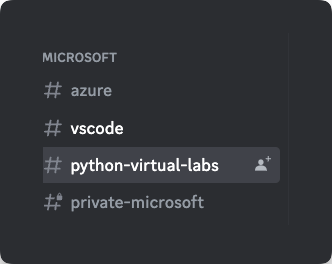 MICROSOFT
# azure
# vscode
# python-virtual-labs
# private-microsoft